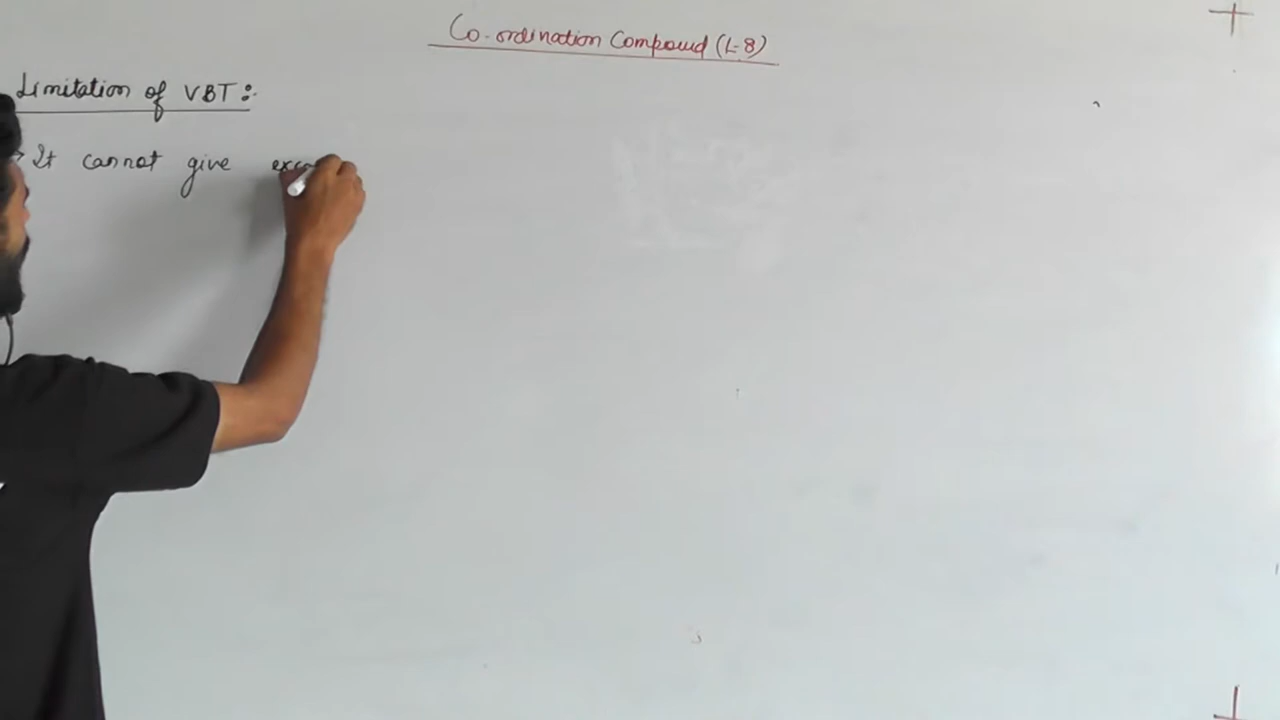 Co-ordination Compound (L-8)
Limitation of VBT :-
→ It cannot give